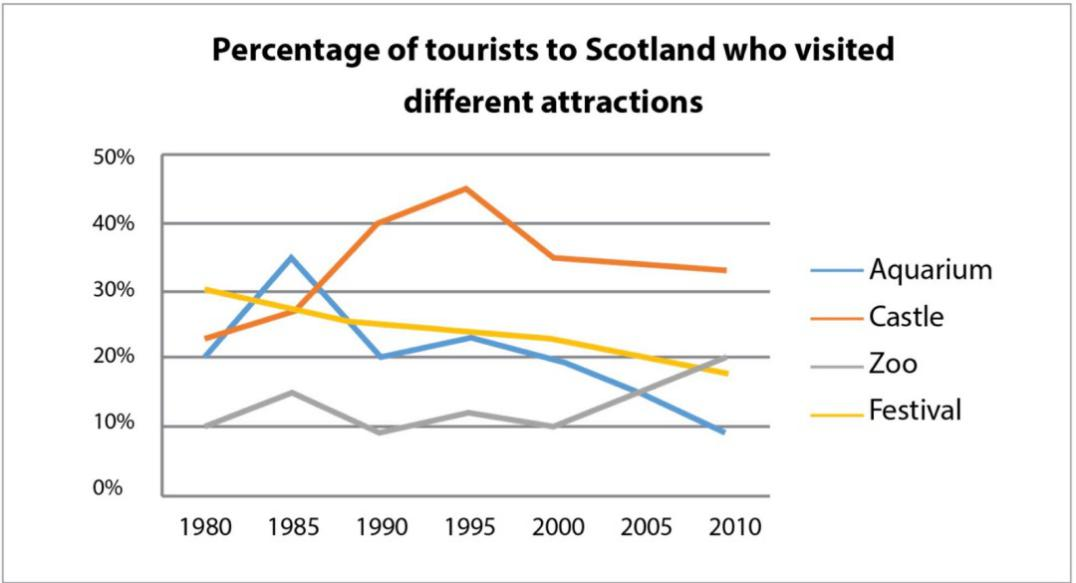 Percentage of tourists to Scotland who visited
different attractions
50%
40%
30%
20%
10%
0%
1980 1985 1990 1995 2000 2005 2010
Aquarium
Castle
Zoo
Festival